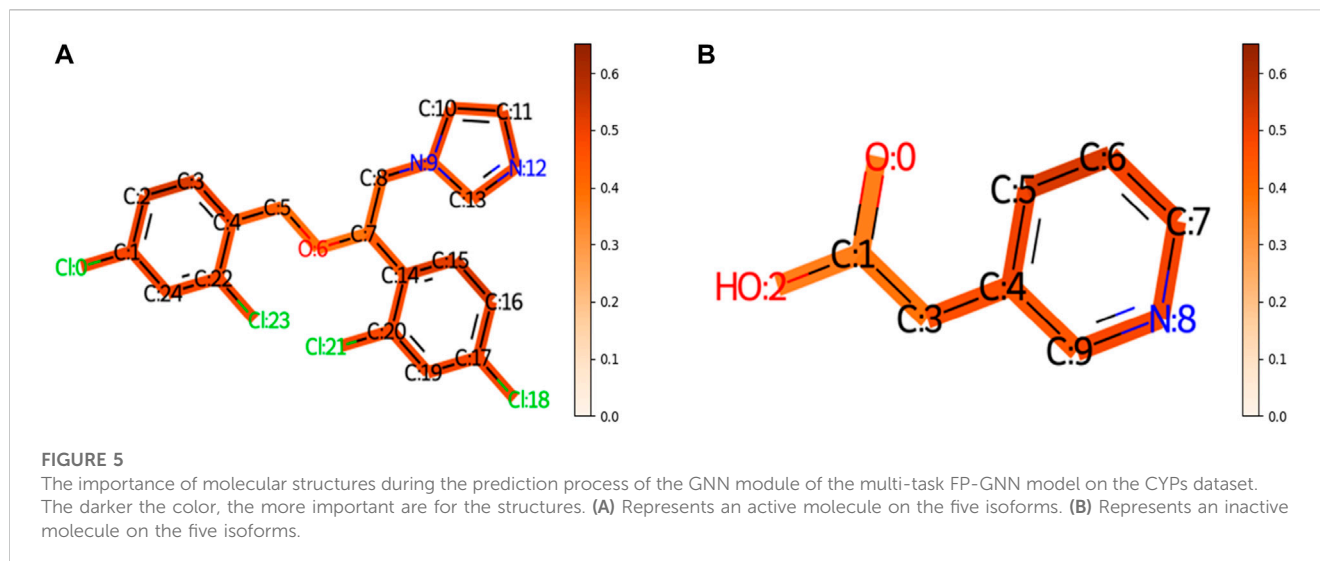 A
B
C:10
C:11
N:9
N:12
C:8
C:13
C:3
C:2
C:5
C:4
C:7
O:6
C:1
Cl:0
C:22
C:24
C:14
C:15
Cl:23
C:16
C:20
Cl:21
C:17
C:19
Cl:18
0.6
0.5
0.4
0.3
0.2
0.1
0.0
O:0
C:6
C:5
C:7
C:1
HO:2
C:4
C:3
N:8
C:9
0.6
0.5
0.4
0.3
0.2
0.1
0.0
FIGURE 5
The importance of molecular structures during the prediction process of the GNN module of the multi-task FP-GNN model on the CYPs dataset.
The darker the color, the more important are for the structures. (A) Represents an active molecule on the five isoforms. (B) Represents an inactive
molecule on the five isoforms.